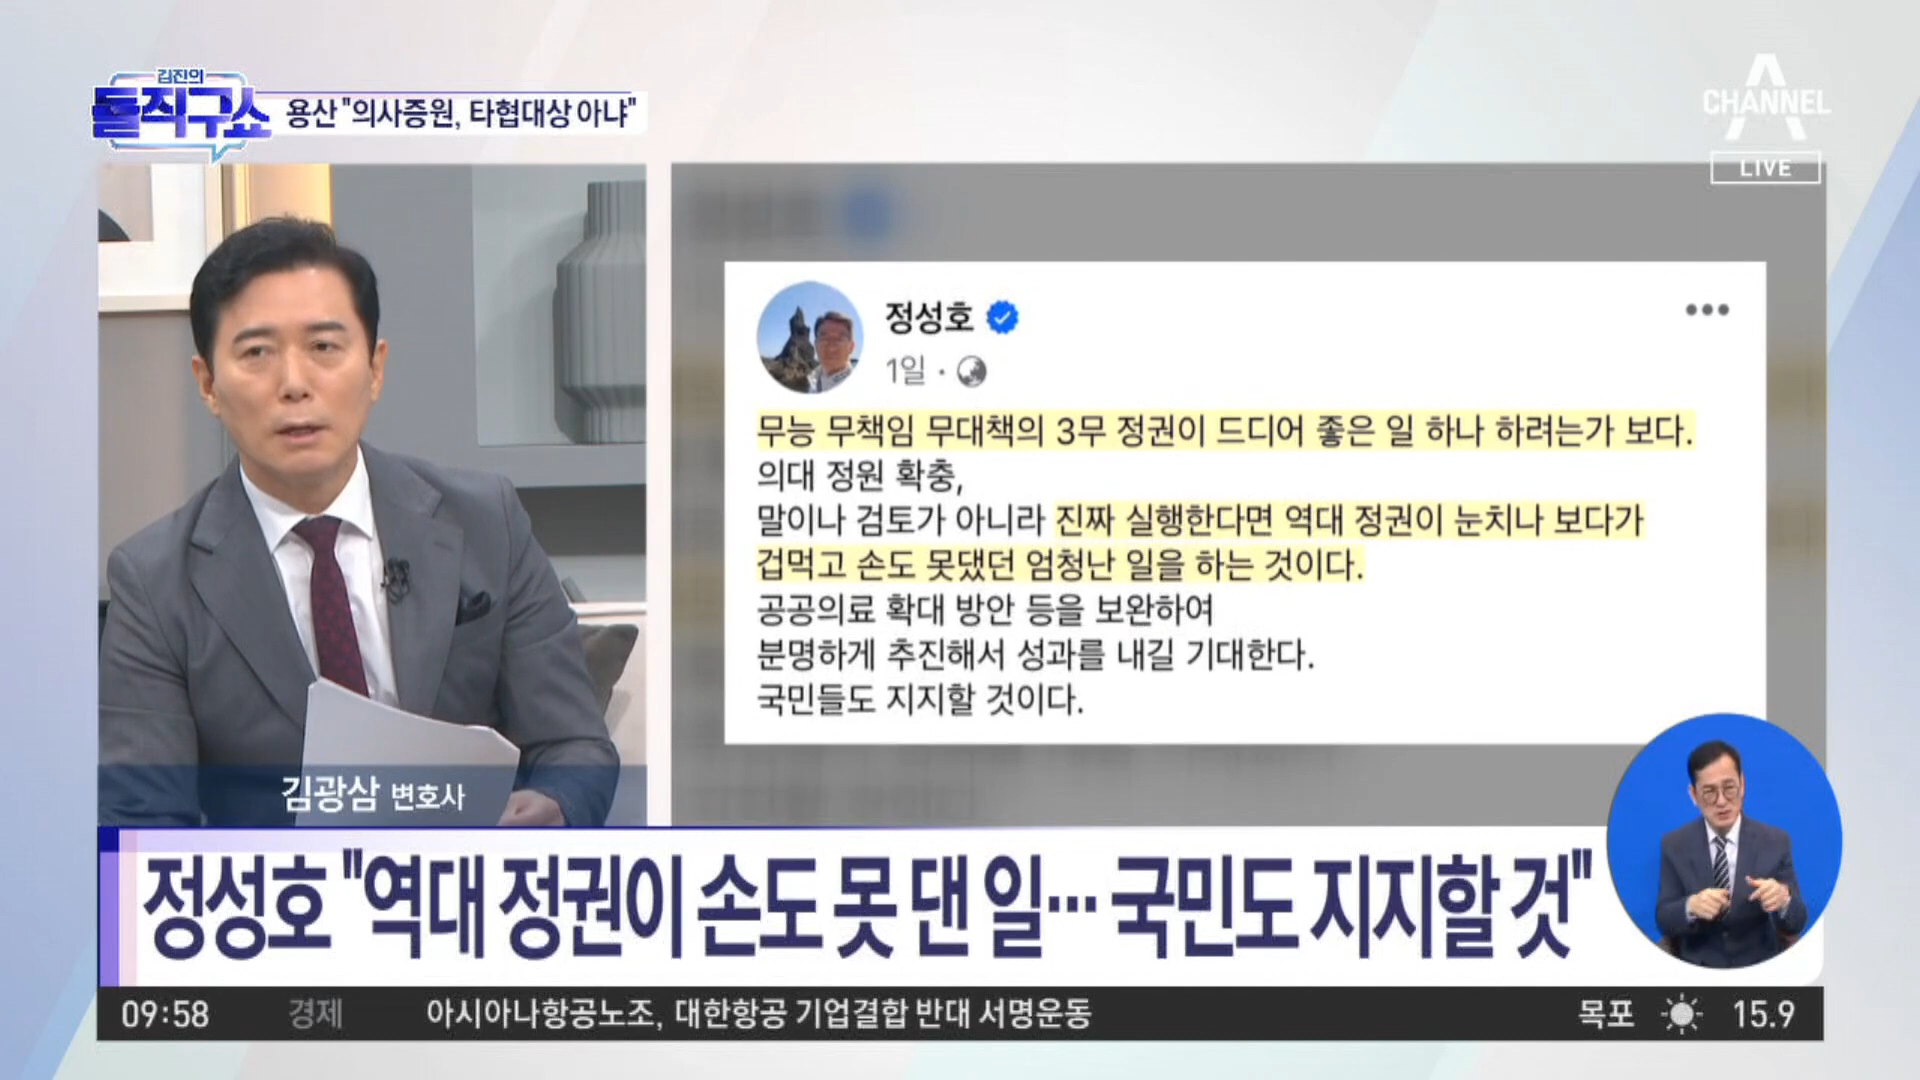 김진의
돌직구쇼
용산 "의사증원, 타협대상 아냐"
CHANNEL A
LIVE
정성호
1일 ·
무능 무책임 무대책의 3무 정권이 드디어 좋은 일 하나 하려는가 보다.
의대 정원 확충,
말이나 검토가 아니라 진짜 실행한다면 역대 정권이 눈치나 보다가
겁먹고 손도 못댔던 엄청난 일을 하는 것이다.
공공의료 확대 방안 등을 보완하여
분명하게 추진해서 성과를 내길 기대한다.
국민들도 지지할 것이다.
김광삼 변호사
정성호 "역대 정권이 손도 못 댄 일… 국민도 지지할 것"
09:58 경제 아시아나항공노조, 대한항공 기업결합 반대 서명운동 목포 15.9